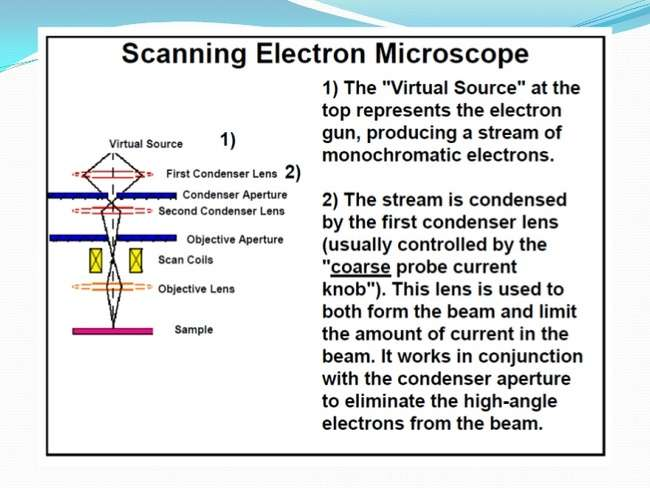 Scanning Electron Microscope
Virtual Source
1)
First Condenser Lens
2)
Condenser Aperture
Second Condenser Lens
Objective Aperture
Scan Coils
Objective Lens
Sample
1) The "Virtual Source" at the
top represents the electron
gun, producing a stream of
monochromatic electrons.
2) The stream is condensed
by the first condenser lens
(usually controlled by the
"coarse probe current
knob"). This lens is used to
both form the beam and limit
the amount of current in the
beam. It works in conjunction
with the condenser aperture
to eliminate the high-angle
electrons from the beam.